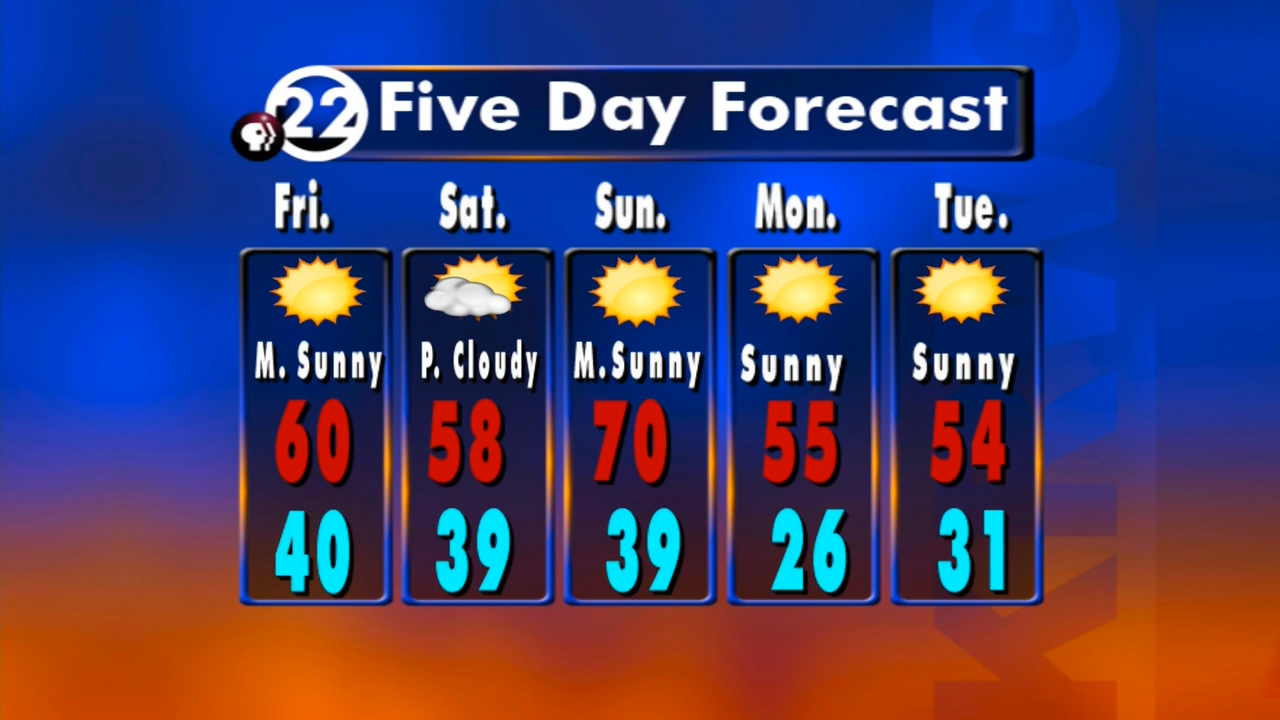 22 Five Day Forecast
Fri. Sat. Sun. Mon. Tue.
M. Sunny P. Cloudy M.Sunny Sunny Sunny
60 58 70 55 54
40 39 39 26 31